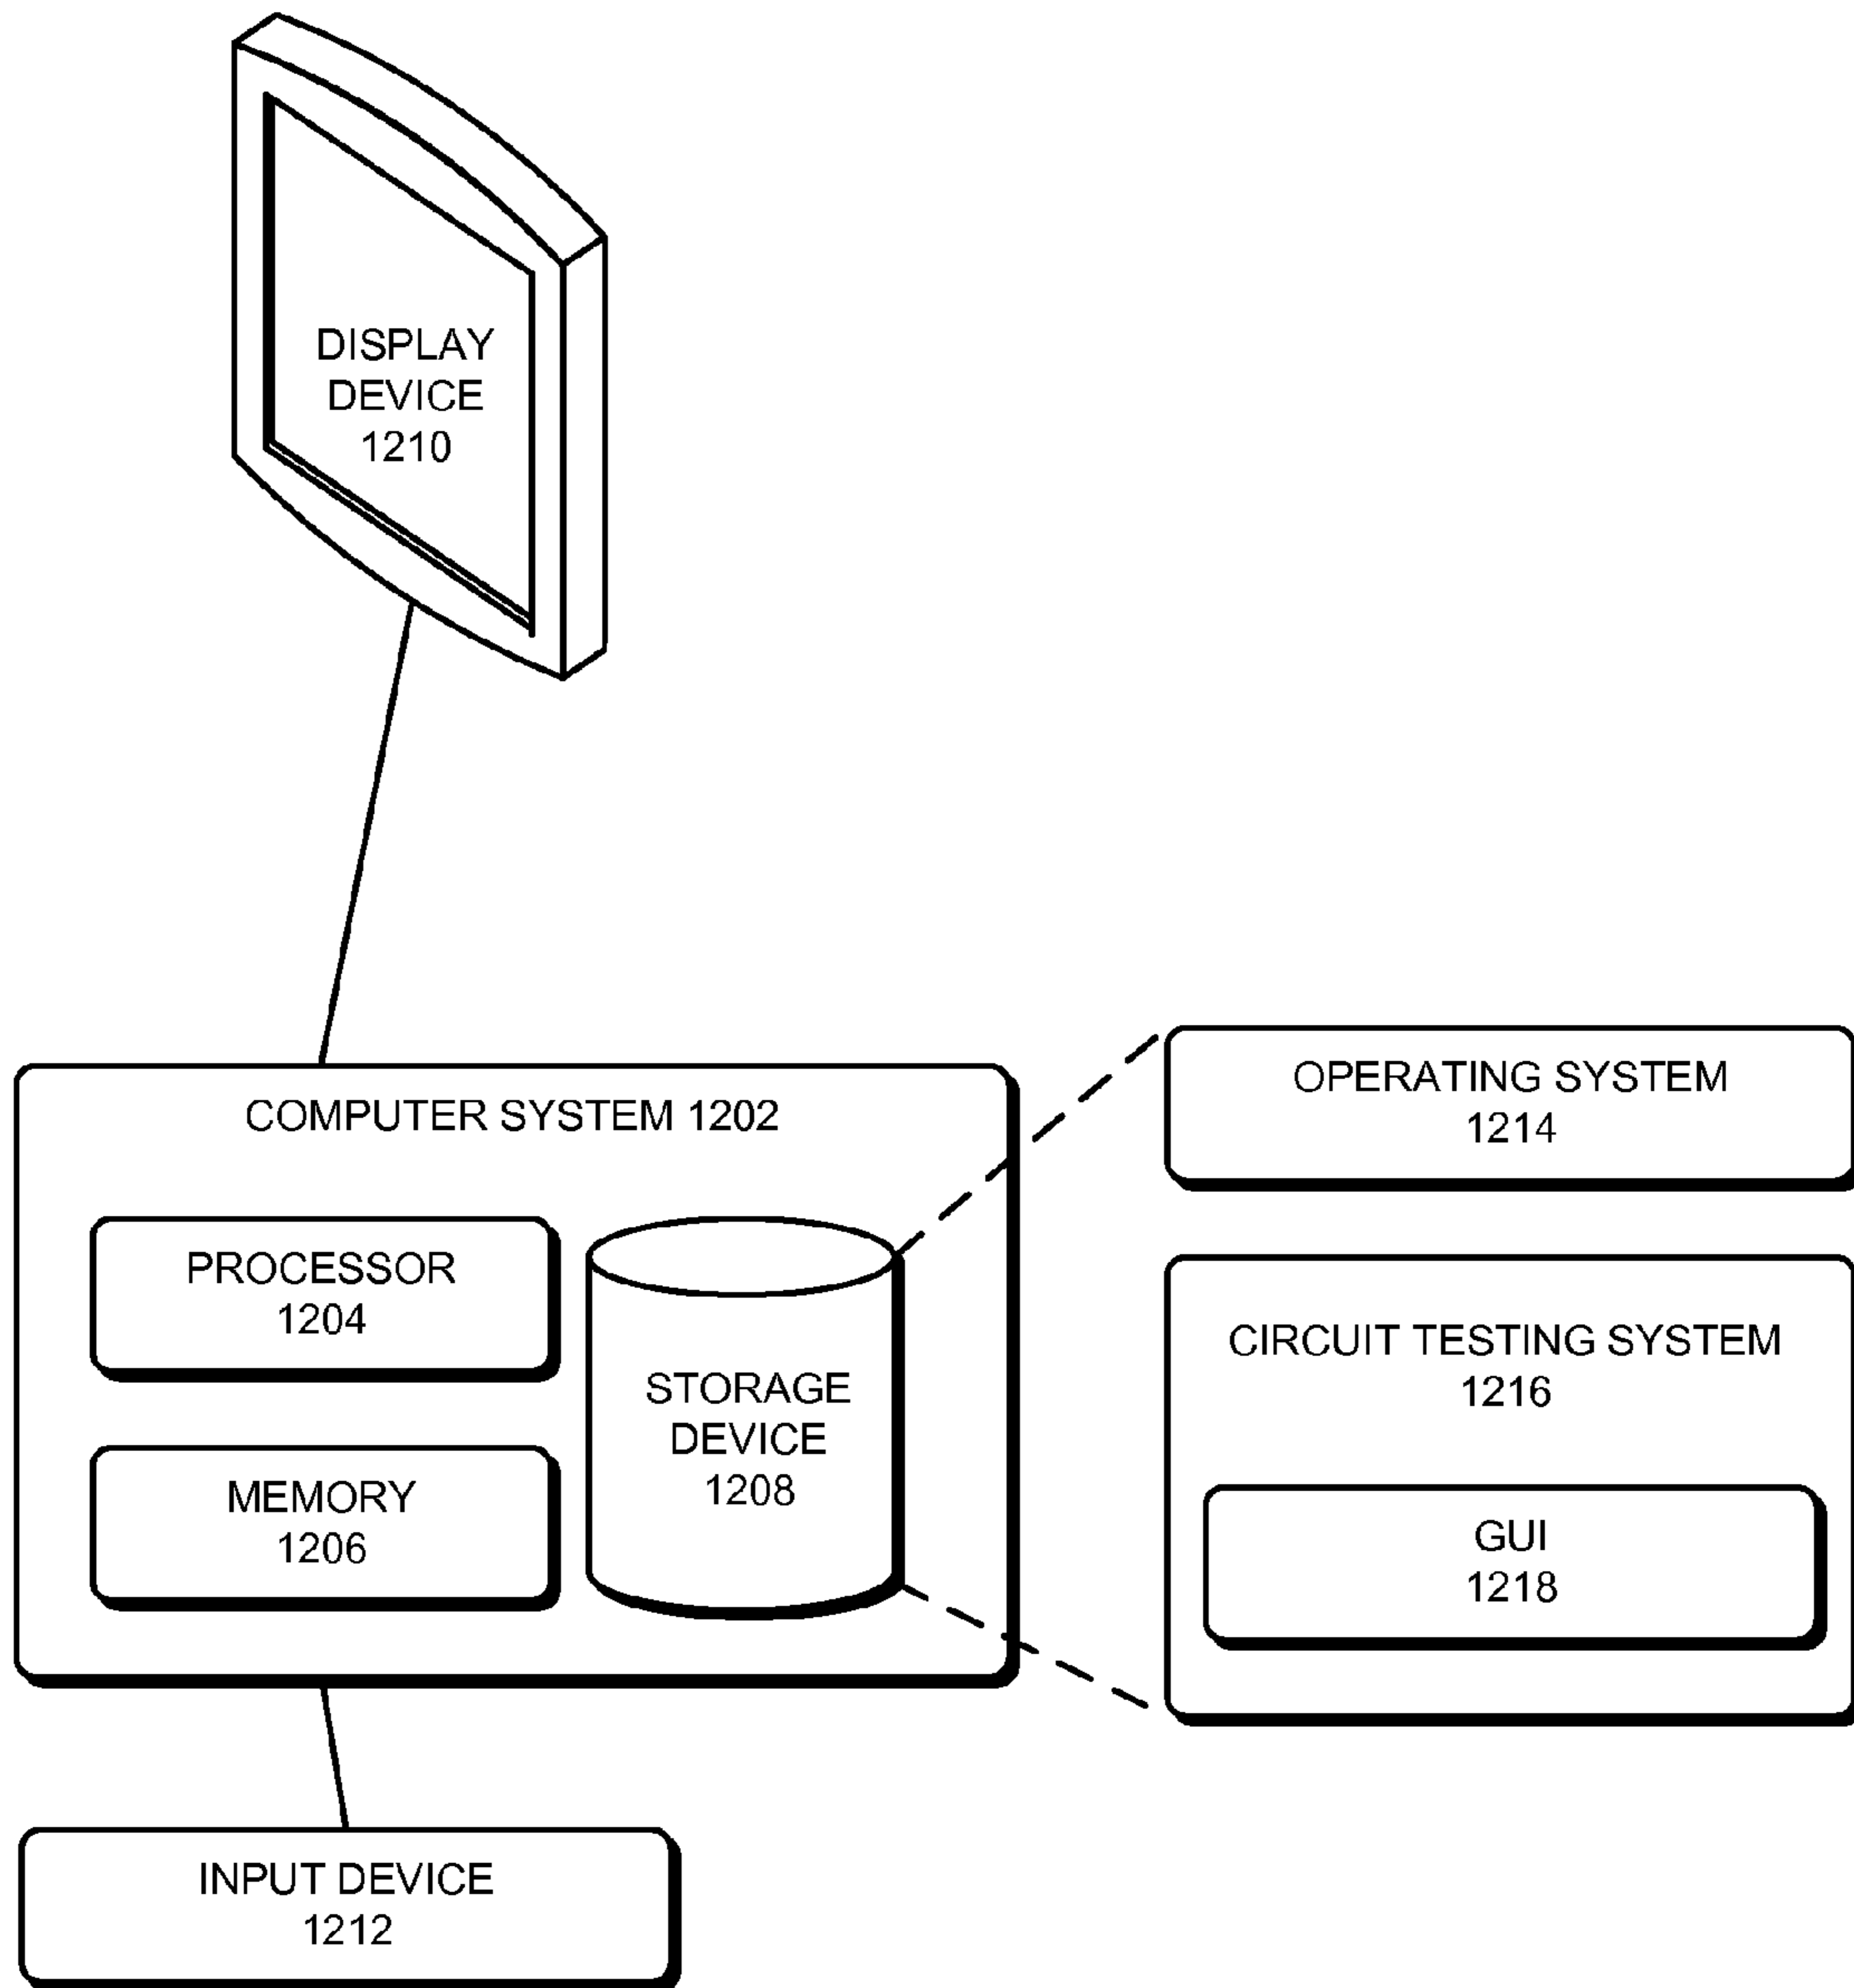 DISPLAY
DEVICE
1210
COMPUTER SYSTEM 1202
PROCESSOR
1204
MEMORY
1206
STORAGE
DEVICE
1208
OPERATING SYSTEM
1214
CIRCUIT TESTING SYSTEM
1216
GUI
1218
INPUT DEVICE
1212